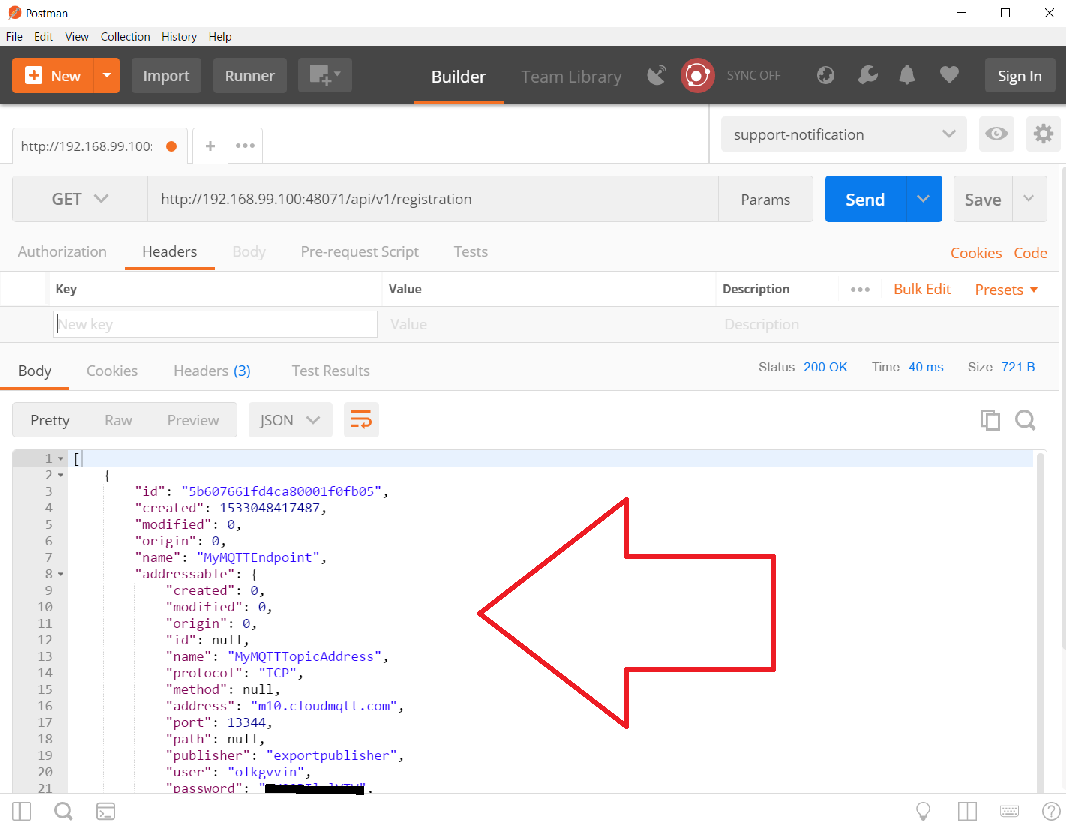 Postman
File Edit View Collection History Help
New Import Runner Builder Team Library SYNC OFF Sign In
http://192.168.99.100: + ••• support-notification
GET http://192.168.99.100:48071/api/v1/registration Params Send Save
Authorization Headers Body Pre-request Script Tests Cookies Code
Key Value Description ••• Bulk Edit Presets
New key Value Description
Body Cookies Headers (3) Test Results Status 200 OK Time 40 ms Size 721 B
Pretty Raw Preview JSON
1 [
2 {
3 "id": "5b607661fd4ca80001f0fb05",
4 "created": 1533048417487,
5 "modified": 0,
6 "origin": 0,
7 "name": "MyMQTTEndpoint",
8 "addressable": {
9 "created": 0,
10 "modified": 0,
11 "origin": 0,
12 "id": null,
13 "name": "MyMQTTTopicAddress",
14 "protocol": "TCP",
15 "method": null,
16 "address": "m10.cloudmqtt.com",
17 "port": 13344,
18 "path": null,
19 "publisher": "exportpublisher",
20 "user": "olkgvvin",
21 "password": "